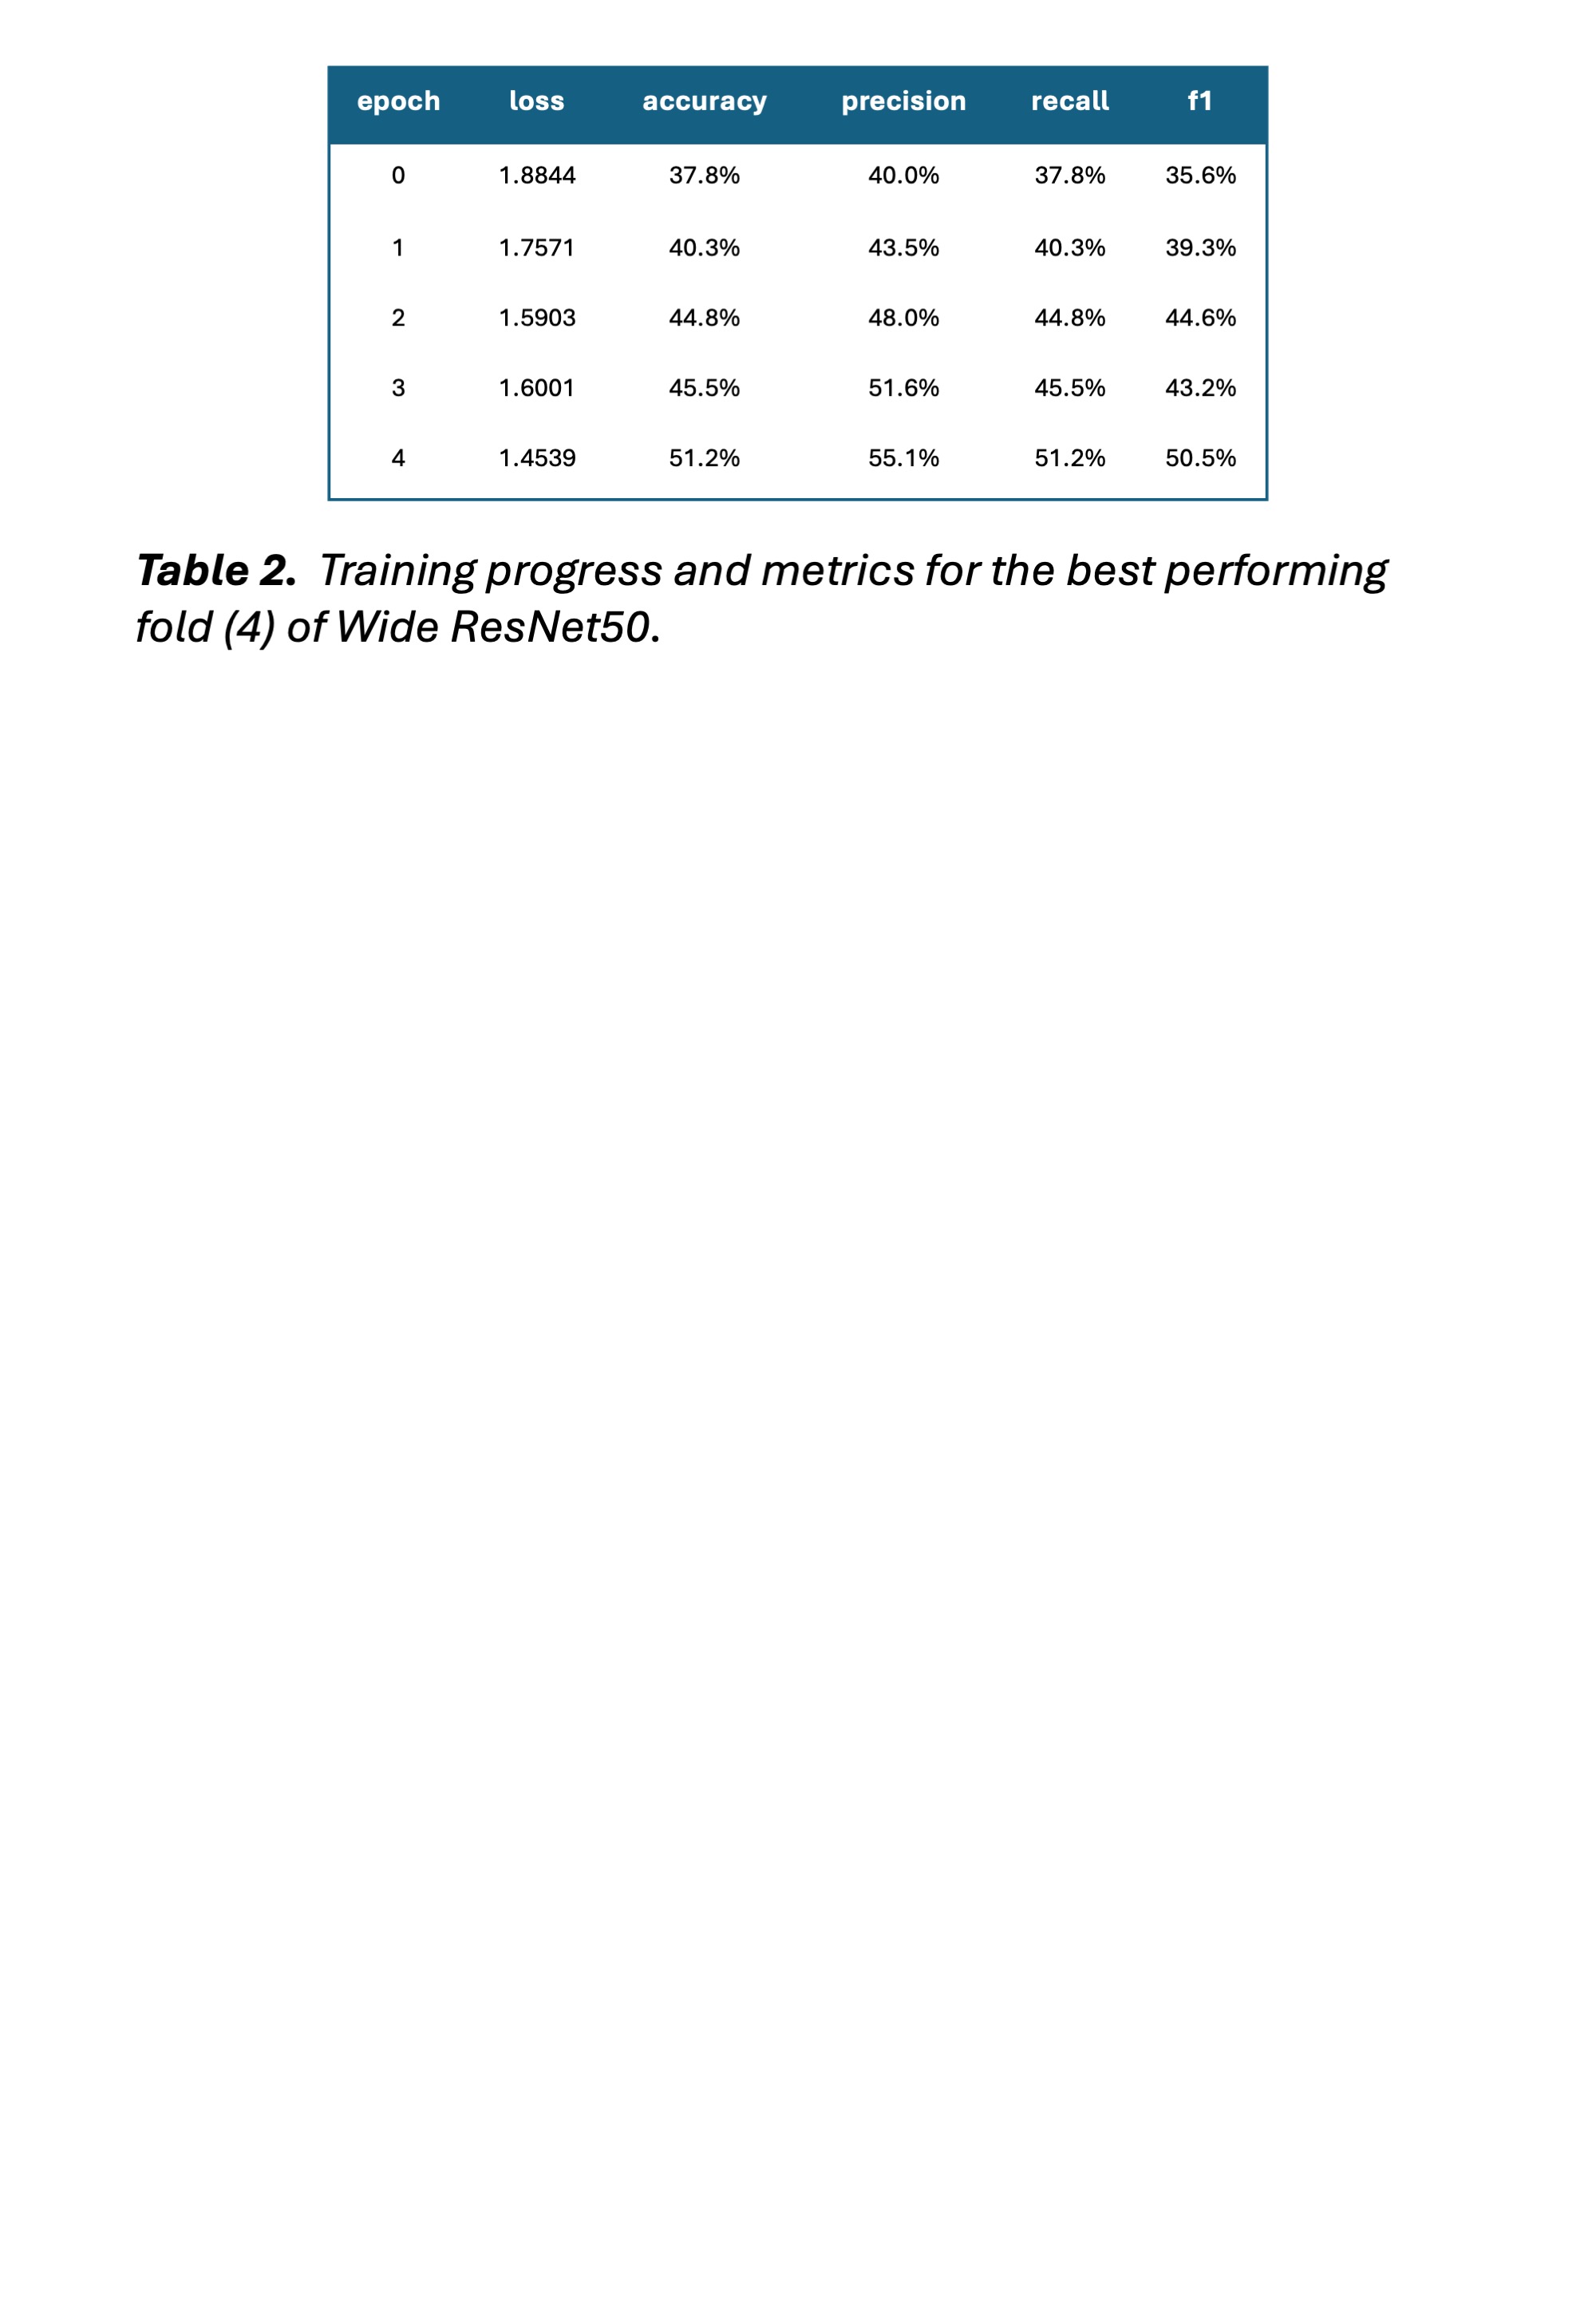 epoch loss accuracy precision recall f1
0 1.8844 37.8% 40.0% 37.8% 35.6%
1 1.7571 40.3% 43.5% 40.3% 39.3%
2 1.5903 44.8% 48.0% 44.8% 44.6%
3 1.6001 45.5% 51.6% 45.5% 43.2%
4 1.4539 51.2% 55.1% 51.2% 50.5%
Table 2. Training progress and metrics for the best performing
fold (4) of Wide ResNet50.